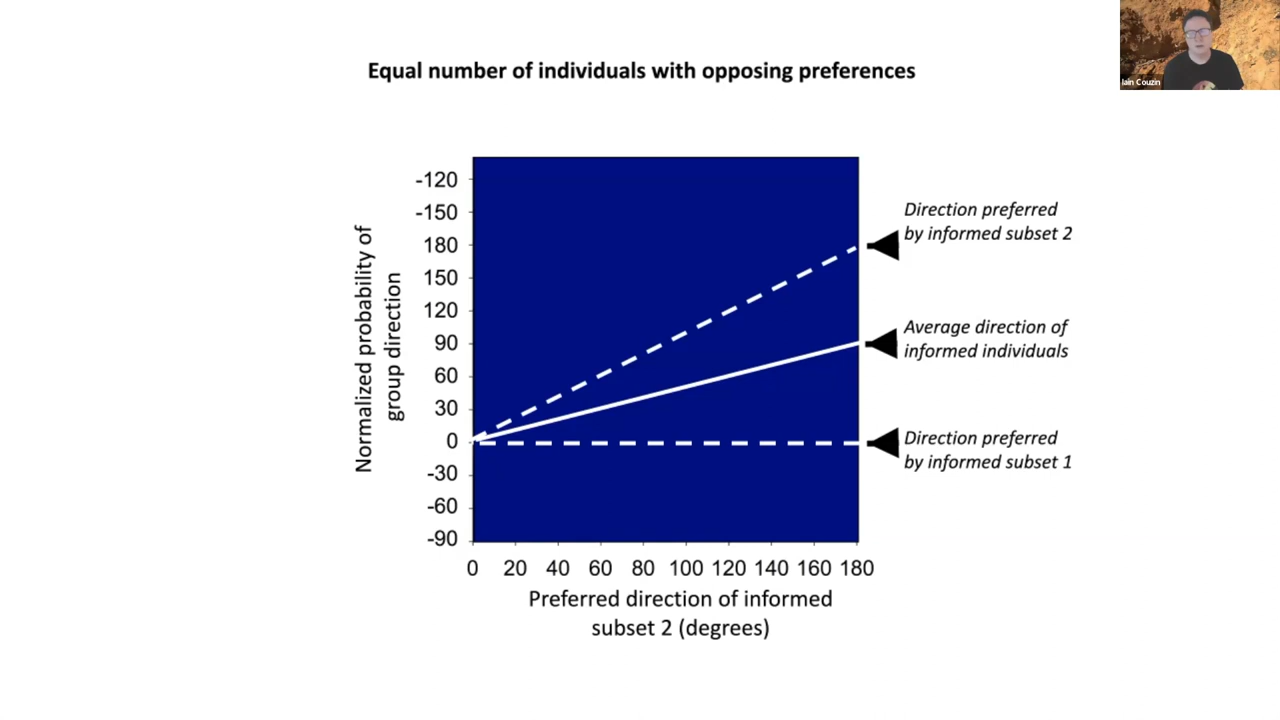 Iain Couzin
Equal number of individuals with opposing preferences
Normalized probability of
group direction
-120
-150
180
150
120
90
60
30
0
-30
-60
-90
0 20 40 60 80 100 120 140 160 180
Preferred direction of informed
subset 2 (degrees)
Direction preferred
by informed subset 2
Average direction of
informed individuals
Direction preferred
by informed subset 1